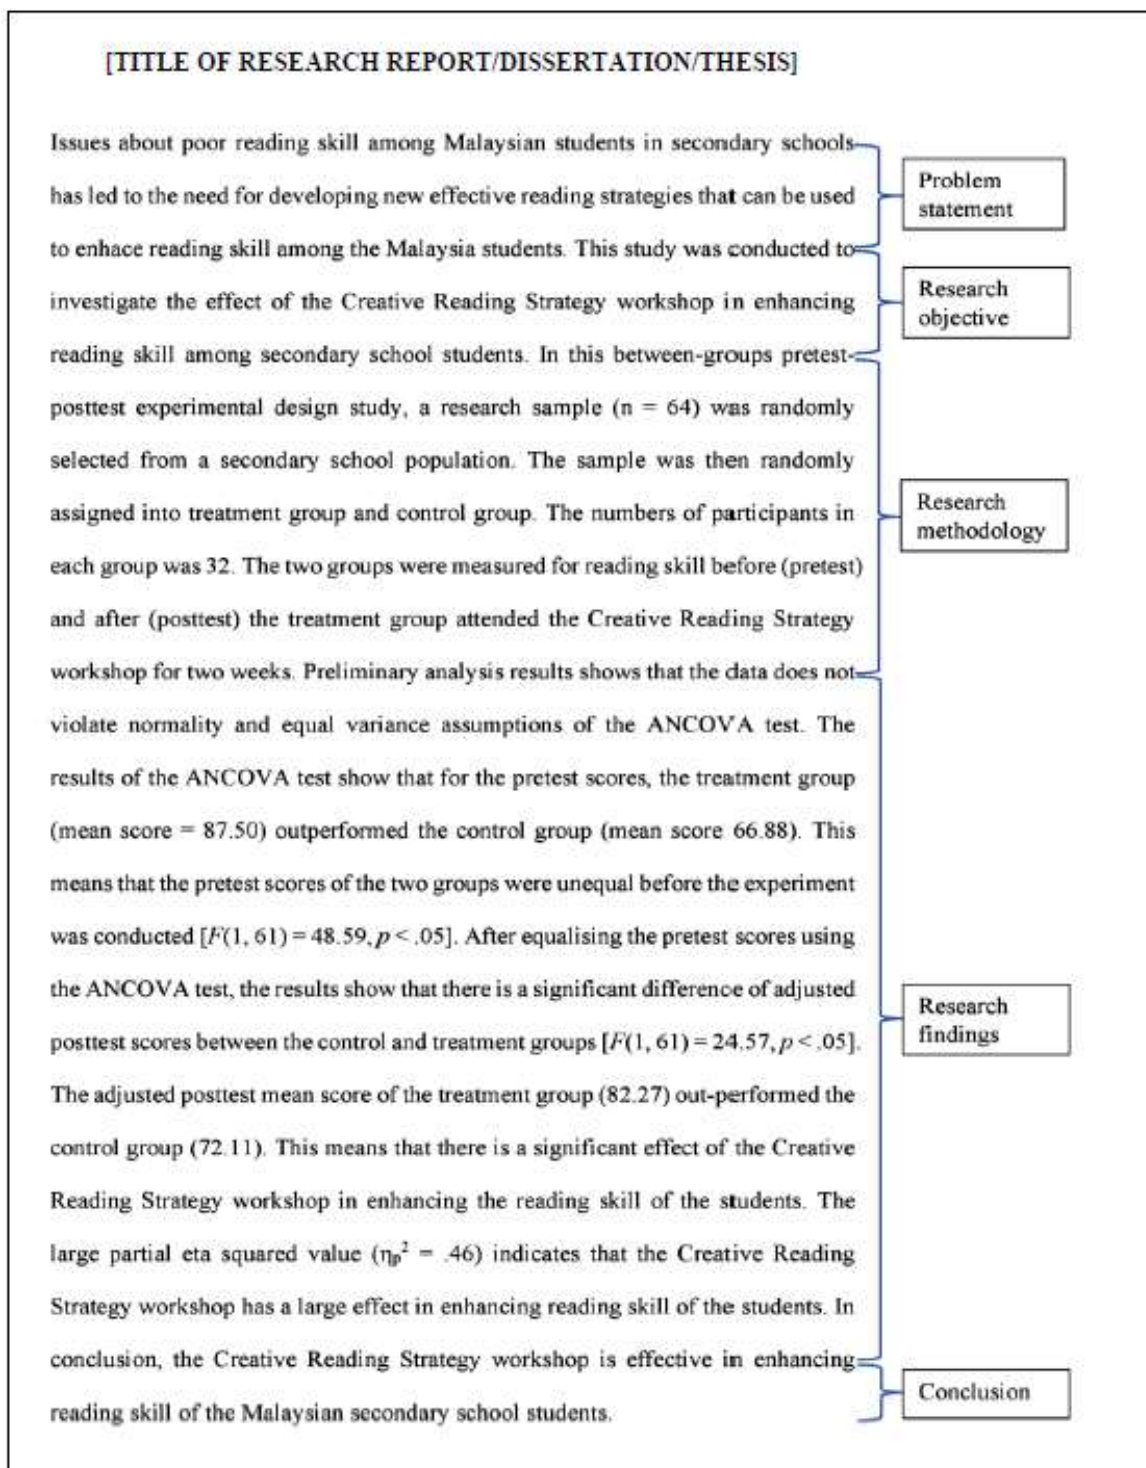 [TITLE OF RESEARCH REPORT/DISSERTATION/THESIS]
Issues about poor reading skill among Malaysian students in secondary schools
has led to the need for developing new effective reading strategies that can be used
to enhace reading skill among the Malaysia students. This study was conducted to
investigate the effect of the Creative Reading Strategy workshop in enhancing
reading skill among secondary school students. In this between-groups pretest-
posttest experimental design study, a research sample (n = 64) was randomly
selected from a secondary school population. The sample was then randomly
assigned into treatment group and control group. The numbers of participants in
each group was 32. The two groups were measured for reading skill before (pretest)
and after (posttest) the treatment group attended the Creative Reading Strategy
workshop for two weeks. Preliminary analysis results shows that the data does not
violate normality and equal variance assumptions of the ANCOVA test. The
results of the ANCOVA test show that for the pretest scores, the treatment group
(mean score = 87.50) outperformed the control group (mean score 66.88). This
means that the pretest scores of the two groups were unequal before the experiment
was conducted [F(1, 61) = 48.59, p < .05]. After equalising the pretest scores using
the ANCOVA test, the results show that there is a significant difference of adjusted
posttest scores between the control and treatment groups [F(1, 61) = 24.57, p < .05].
The adjusted posttest mean score of the treatment group (82.27) out-performed the
control group (72.11). This means that there is a significant effect of the Creative
Reading Strategy workshop in enhancing the reading skill of the students. The
large partial eta squared value (ηp² = .46) indicates that the Creative Reading
Strategy workshop has a large effect in enhancing reading skill of the students. In
conclusion, the Creative Reading Strategy workshop is effective in enhancing
reading skill of the Malaysian secondary school students.
Problem
statement
Research
objective
Research
methodology
Research
findings
Conclusion